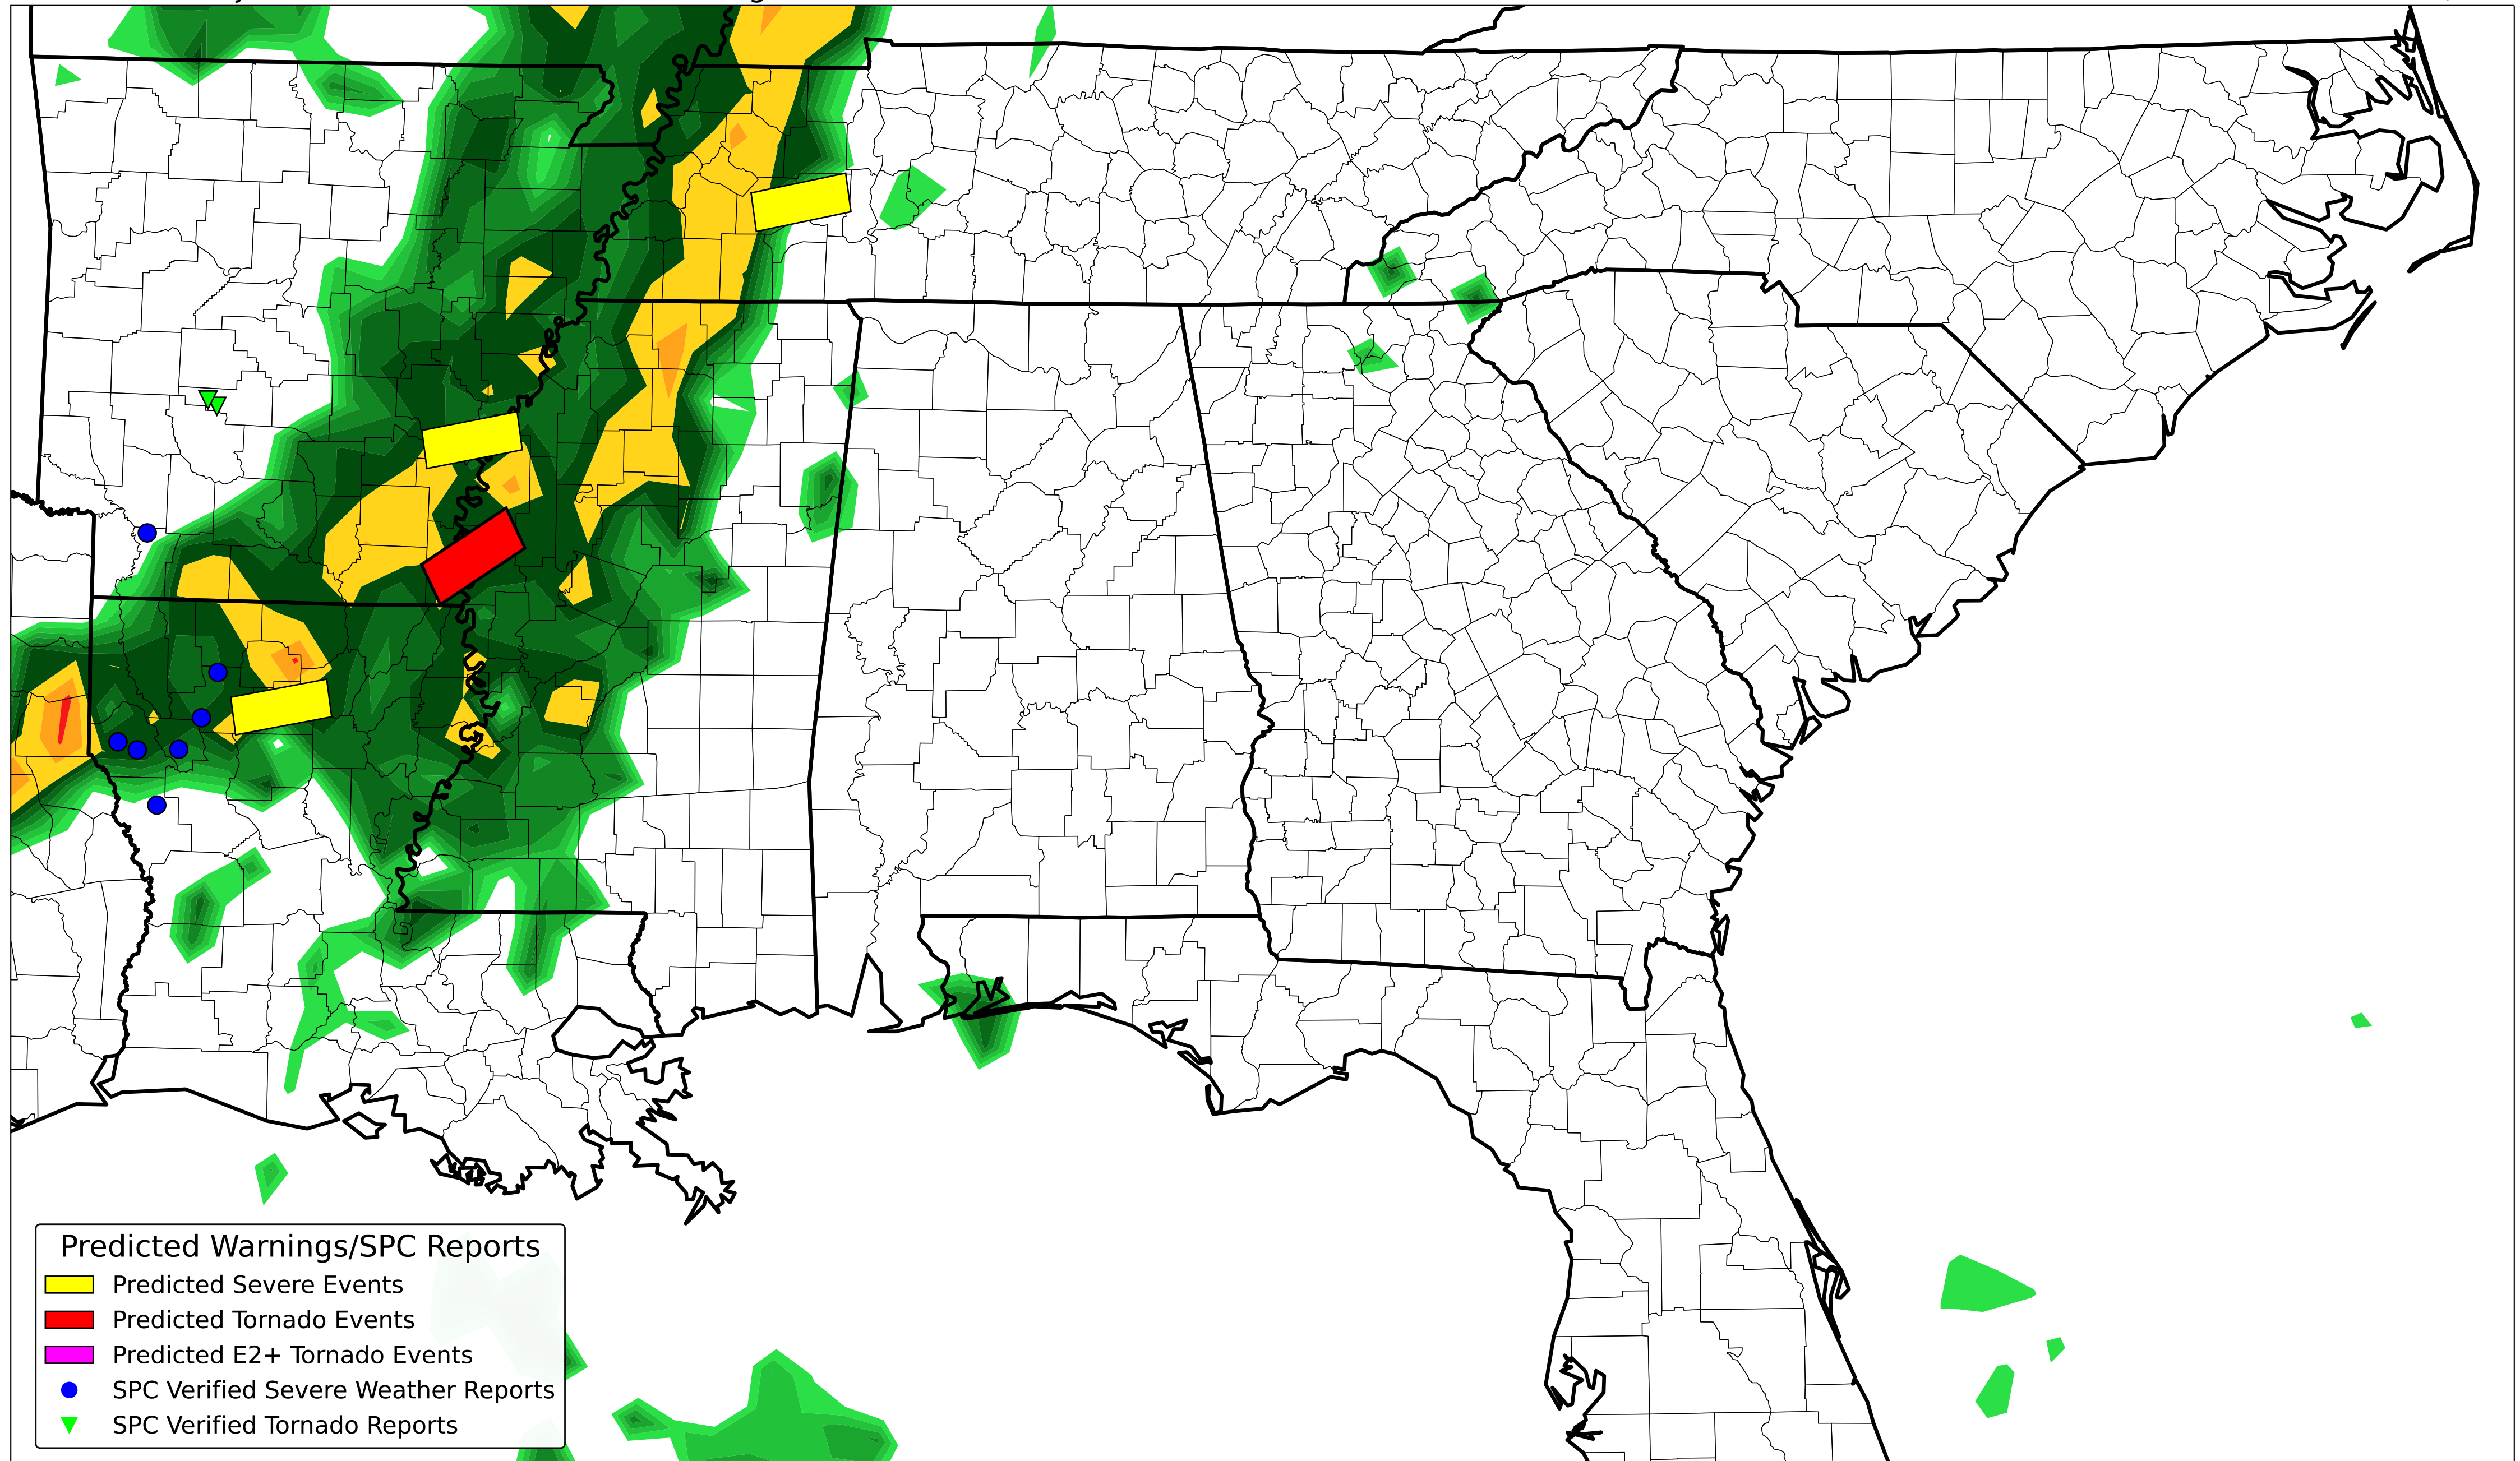 Predicted Warnings/SPC Reports
Predicted Severe Events
Predicted Tornado Events
Predicted E2+ Tornado Events
SPC Verified Severe Weather Reports
SPC Verified Tornado Reports